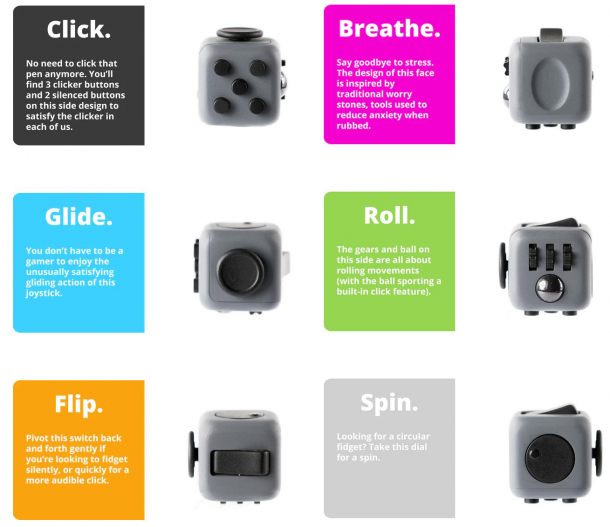 Click.
No need to click that
pen anymore. You'll
find 3 clicker buttons
and 2 silenced buttons
on this side design to
satisfy the clicker in
each of us.
Breathe.
Say goodbye to stress.
The design of this face
is inspired by
traditional worry
stones, tools used to
reduce anxiety when
rubbed.
Glide.
You don't have to be a
gamer to enjoy the
unusually satisfying
gliding action of this
joystick.
Roll.
The gears and ball on
this side are all about
rolling movements
(with the ball sporting a
built-in click feature).
Flip.
Pivot this switch back
and forth gently if
you're looking to fidget
silently, or quickly for a
more audible click.
Spin.
Looking for a circular
fidget? Take this dial
for a spin.